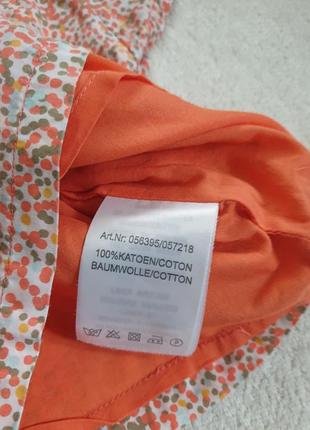 Art.Nr: 056395/057218
100%KATOEN/COTON
BAUMWOLLE/COTTON